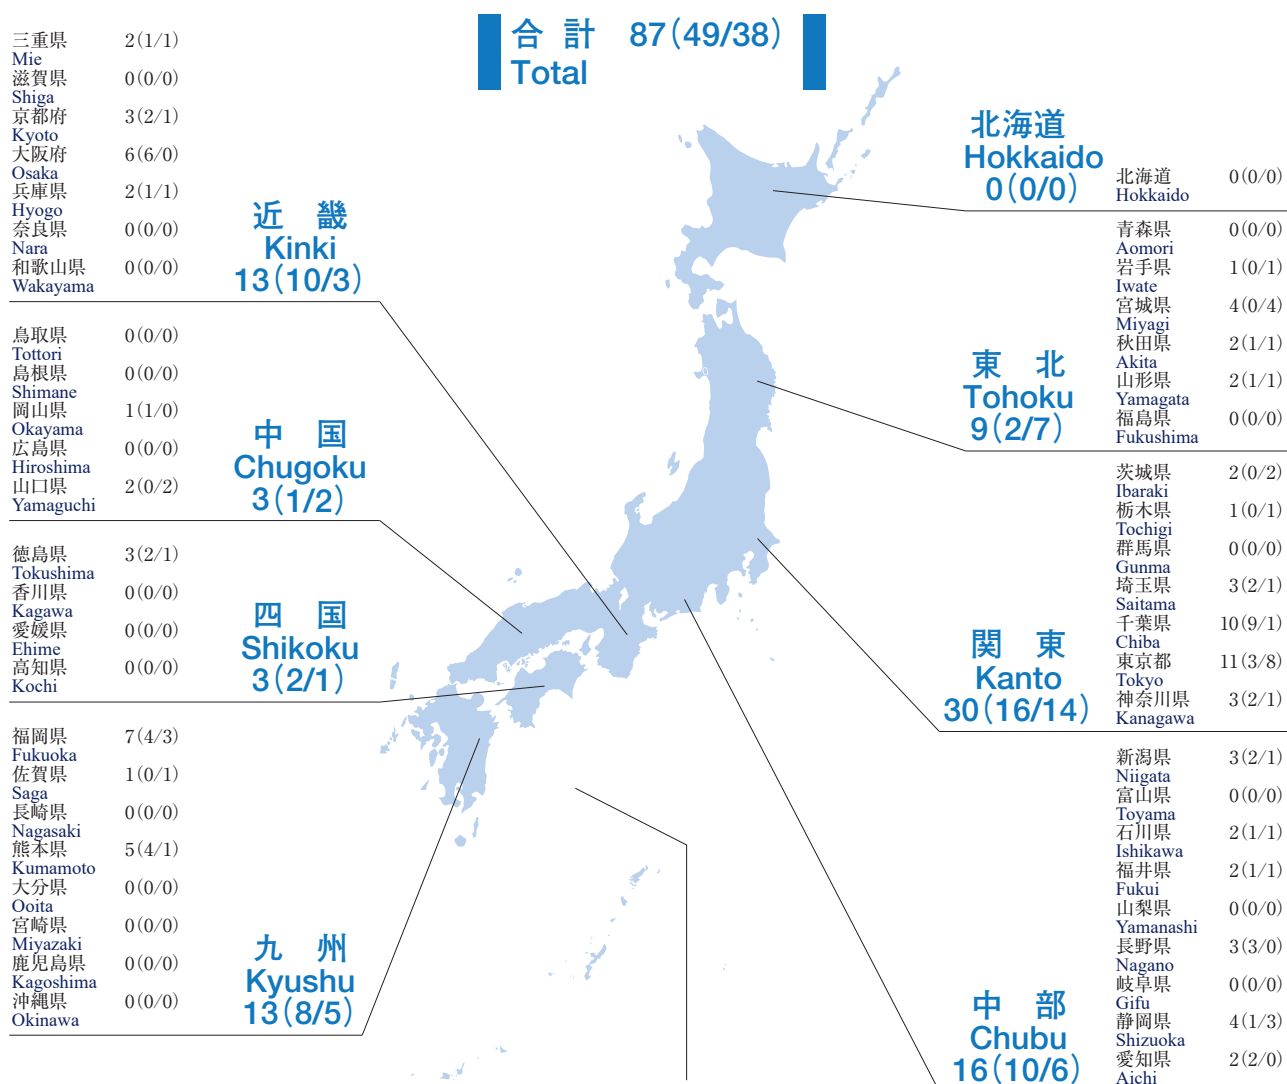 合計 87(49/38)
Total
三重県 2(1/1)
Mie
滋賀県 0(0/0)
Shiga
京都府 3(2/1)
Kyoto
大阪府 6(6/0)
Osaka
兵庫県 2(1/1)
Hyogo
奈良県 0(0/0)
Nara
和歌山県 0(0/0)
Wakayama
近畿
Kinki
13(10/3)
鳥取県 0(0/0)
Tottori
島根県 0(0/0)
Shimane
岡山県 1(1/0)
Okayama
広島県 0(0/0)
Hiroshima
山口県 2(0/2)
Yamaguchi
中国
Chugoku
3(1/2)
徳島県 3(2/1)
Tokushima
香川県 0(0/0)
Kagawa
愛媛県 0(0/0)
Ehime
高知県 0(0/0)
Kochi
四国
Shikoku
3(2/1)
福岡県 7(4/3)
Fukuoka
佐賀県 1(0/1)
Saga
長崎県 0(0/0)
Nagasaki
熊本県 5(4/1)
Kumamoto
大分県 0(0/0)
Ooita
宮崎県 0(0/0)
Miyazaki
鹿児島県 0(0/0)
Kagoshima
沖縄県 0(0/0)
Okinawa
九州
Kyushu
13(8/5)
北海道
Hokkaido
0(0/0)
北海道 0(0/0)
Hokkaido
青森県 0(0/0)
Aomori
岩手県 1(0/1)
Iwate
宮城県 4(0/4)
Miyagi
秋田県 2(1/1)
Akita
山形県 2(1/1)
Yamagata
福島県 0(0/0)
Fukushima
東北
Tohoku
9(2/7)
茨城県 2(0/2)
Ibaraki
栃木県 1(0/1)
Tochigi
群馬県 0(0/0)
Gunma
埼玉県 3(2/1)
Saitama
千葉県 10(9/1)
Chiba
東京都 11(3/8)
Tokyo
神奈川県 3(2/1)
Kanagawa
関東
Kanto
30(16/14)
新潟県 3(2/1)
Niigata
富山県 0(0/0)
Toyama
石川県 2(1/1)
Ishikawa
福井県 2(1/1)
Fukui
山梨県 0(0/0)
Yamanashi
長野県 3(3/0)
Nagano
岐阜県 0(0/0)
Gifu
静岡県 4(1/3)
Shizuoka
愛知県 2(2/0)
Aichi
中部
Chubu
16(10/6)